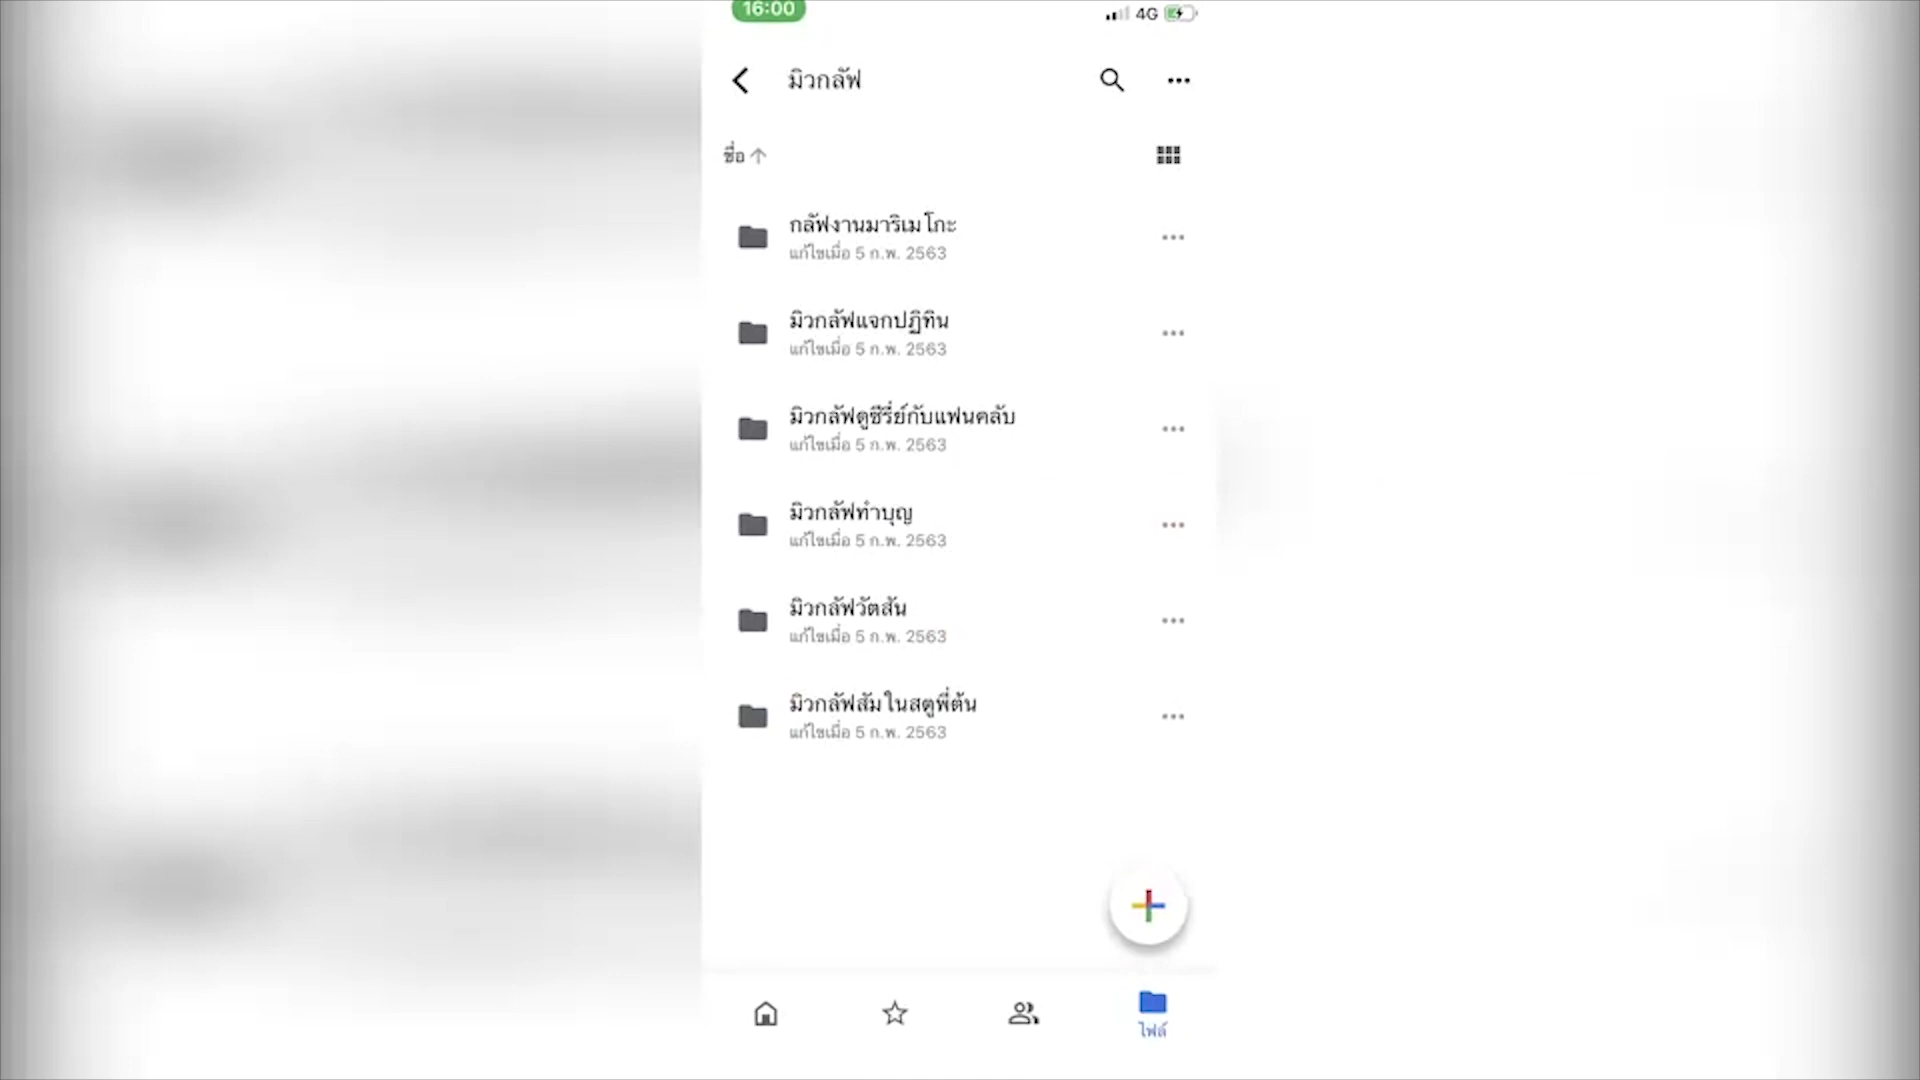 16:00
4G
มิวกลัฟ
ชื่อ
กลัฟงานมาริเมโกะ
แก้ไขเมื่อ 5 ก.พ. 2563
มิวกลัฟแจกปฏิทิน
แก้ไขเมื่อ 5 ก.พ. 2563
มิวกลัฟดูซีรี่ย์กับแฟนคลับ
แก้ไขเมื่อ 5 ก.พ. 2563
มิวกลัฟทำบุญ
แก้ไขเมื่อ 5 ก.พ. 2563
มิวกลัฟวัตสัน
แก้ไขเมื่อ 5 ก.พ. 2563
มิวกลัฟสัมในสตูพี่ต้น
แก้ไขเมื่อ 5 ก.พ. 2563
ไฟล์